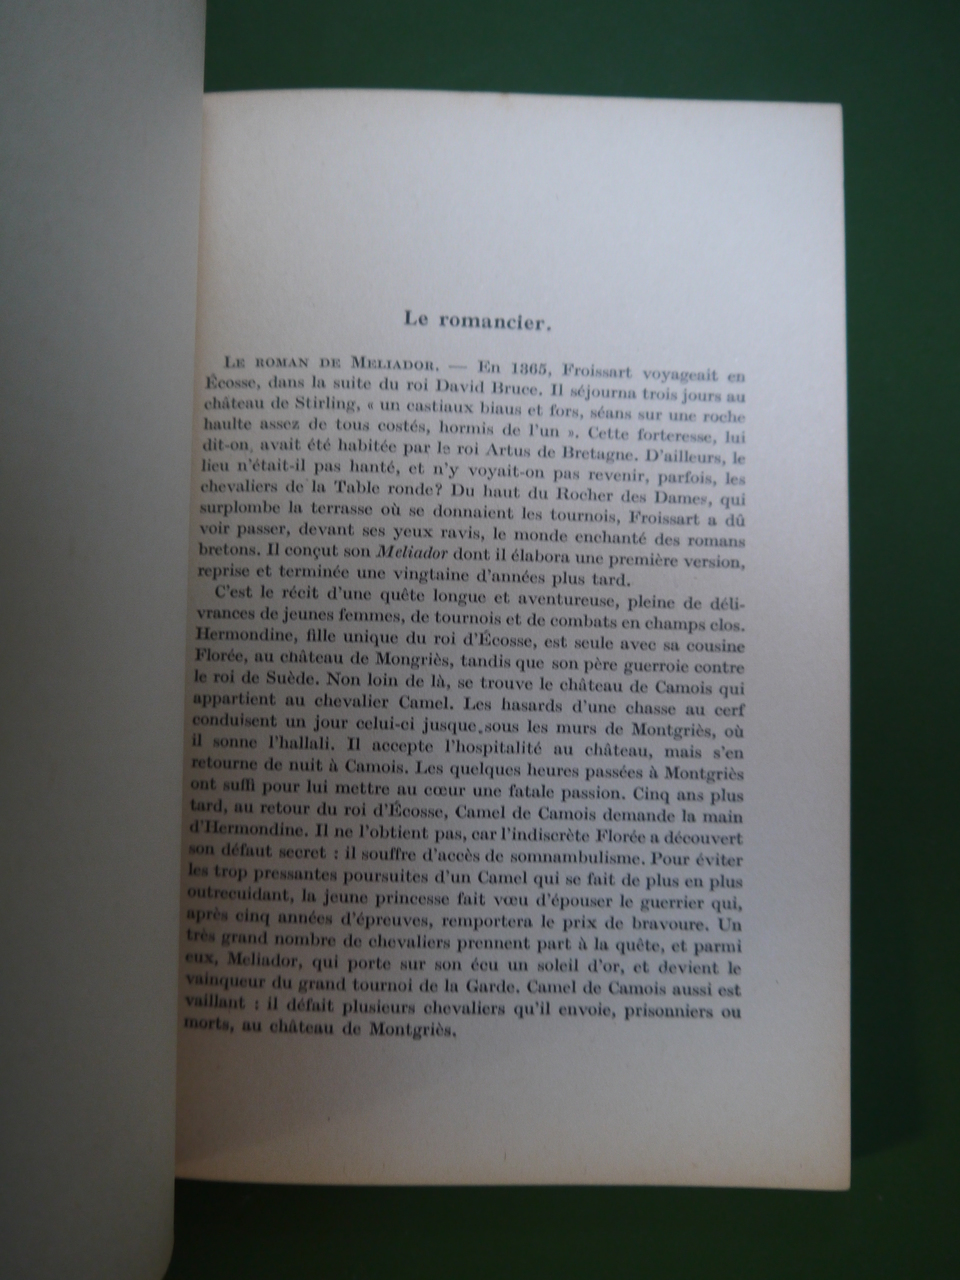 Le romancier.
LE ROMAN DE MELIADOR. — En 1365, Froissart voyageait en
Écosse, dans la suite du roi David Bruce. Il séjourna trois jours au
château de Stirling, « un castiaux biaus et fors, séans sur une roche
haulte assez de tous costés, hormis de l'un ». Cette forteresse, lui
dit-on, avait été habitée par le roi Artus de Bretagne. D'ailleurs, le
lieu n'était-il pas hanté, et n'y voyait-on pas revenir, parfois, les
chevaliers de la Table ronde? Du haut du Rocher des Dames, qui
surplombe la terrasse où se donnaient les tournois, Froissart a dû
voir passer, devant ses yeux ravis, le monde enchanté des romans
bretons. Il conçut son Meliador dont il élabora une première version,
reprise et terminée une vingtaine d'années plus tard.
C'est le récit d'une quête longue et aventureuse, pleine de déli-
vrances de jeunes femmes, de tournois et de combats en champs clos.
Hermondine, fille unique du roi d'Écosse, est seule avec sa cousine
Florée, au château de Mongriès, tandis que son père guerroie contre
le roi de Suède. Non loin de là, se trouve le château de Camois qui
appartient au chevalier Camel. Les hasards d'une chasse au cerf
conduisent un jour celui-ci jusque sous les murs de Montgriès, où
il sonne l'hallali. Il accepte l'hospitalité au château, mais s'en
retourne de nuit à Camois. Les quelques heures passées à Montgriès
ont suffi pour lui mettre au cœur une fatale passion. Cinq ans plus
tard, au retour du roi d'Écosse, Camel de Camois demande la main
d'Hermondine. Il ne l'obtient pas, car l'indiscrète Florée a découvert
son défaut secret : il souffre d'accès de somnambulisme. Pour éviter
les trop pressantes poursuites d'un Camel qui se fait de plus en plus
outrecuidant, la jeune princesse fait vœu d'épouser le guerrier qui,
après cinq années d'épreuves, remportera le prix de bravoure. Un
très grand nombre de chevaliers prennent part à la quête, et parmi
eux, Meliador, qui porte sur son écu un soleil d'or, et devient le
vainqueur du grand tournoi de la Garde. Camel de Camois aussi est
vaillant : il défait plusieurs chevaliers qu'il envoie, prisonniers ou
morts, au château de Montgriès.